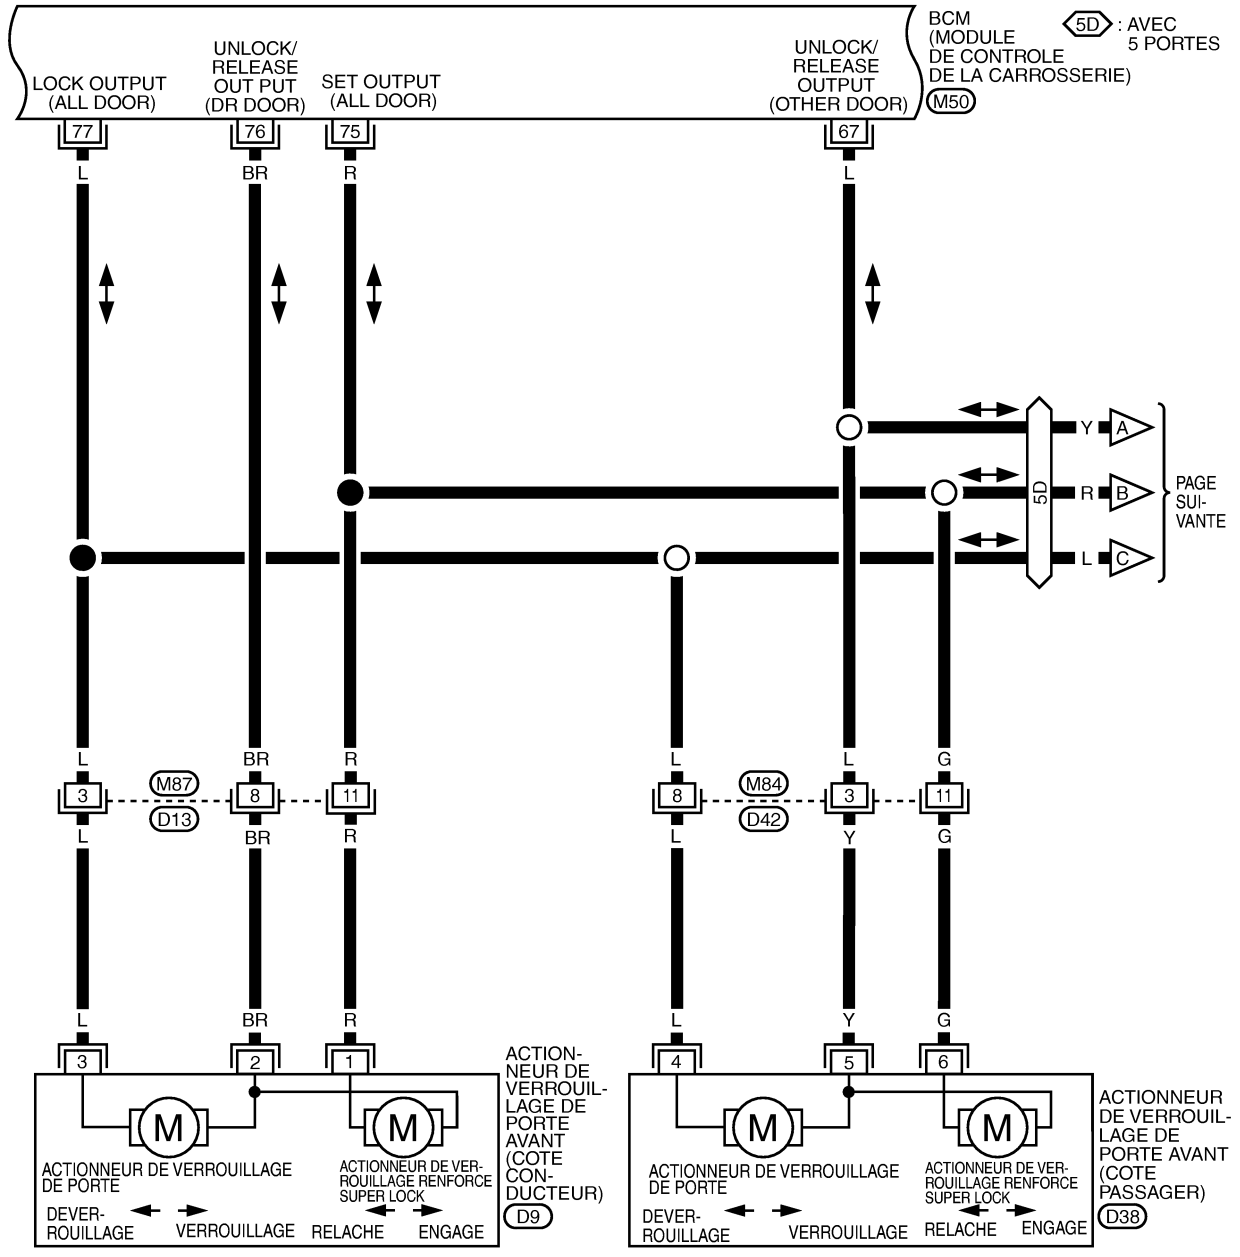 BCM
(MODULE
DE CONTROLE
DE LA CARROSSERIE)
M50
5D : AVEC
5 PORTES
LOCK OUTPUT
(ALL DOOR)
UNLOCK/
RELEASE
OUT PUT
(DR DOOR)
SET OUTPUT
(ALL DOOR)
UNLOCK/
RELEASE
OUTPUT
(OTHER DOOR)
77 76 75 67
L BR R L
Y A
R B
L C
5D
PAGE
SUI-
VANTE
L BR R L L G
3 M87 8 11 8 M84 3 11
D13 D42
L BR R L Y G
L BR R L Y G
3 2 1 4 5 6
M M M M
ACTIONNEUR DE VERROUILLAGE
DE PORTE
DEVER-
ROUILLAGE
VERROUILLAGE
ACTIONNEUR DE VER-
ROUILLAGE RENFORCE
SUPER LOCK
RELACHE ENGAGE
ACTION-
NEUR DE
VERROUIL-
LAGE DE
PORTE
AVANT
(COTE
CON-
DUCTEUR)
D9
ACTIONNEUR DE VERROUILLAGE
DE PORTE
DEVER-
ROUILLAGE
VERROUILLAGE
ACTIONNEUR DE VER-
ROUILLAGE RENFORCE
SUPER LOCK
RELACHE ENGAGE
ACTIONNEUR
DE VERROUIL-
LAGE DE
PORTE AVANT
(COTE
PASSAGER)
D38